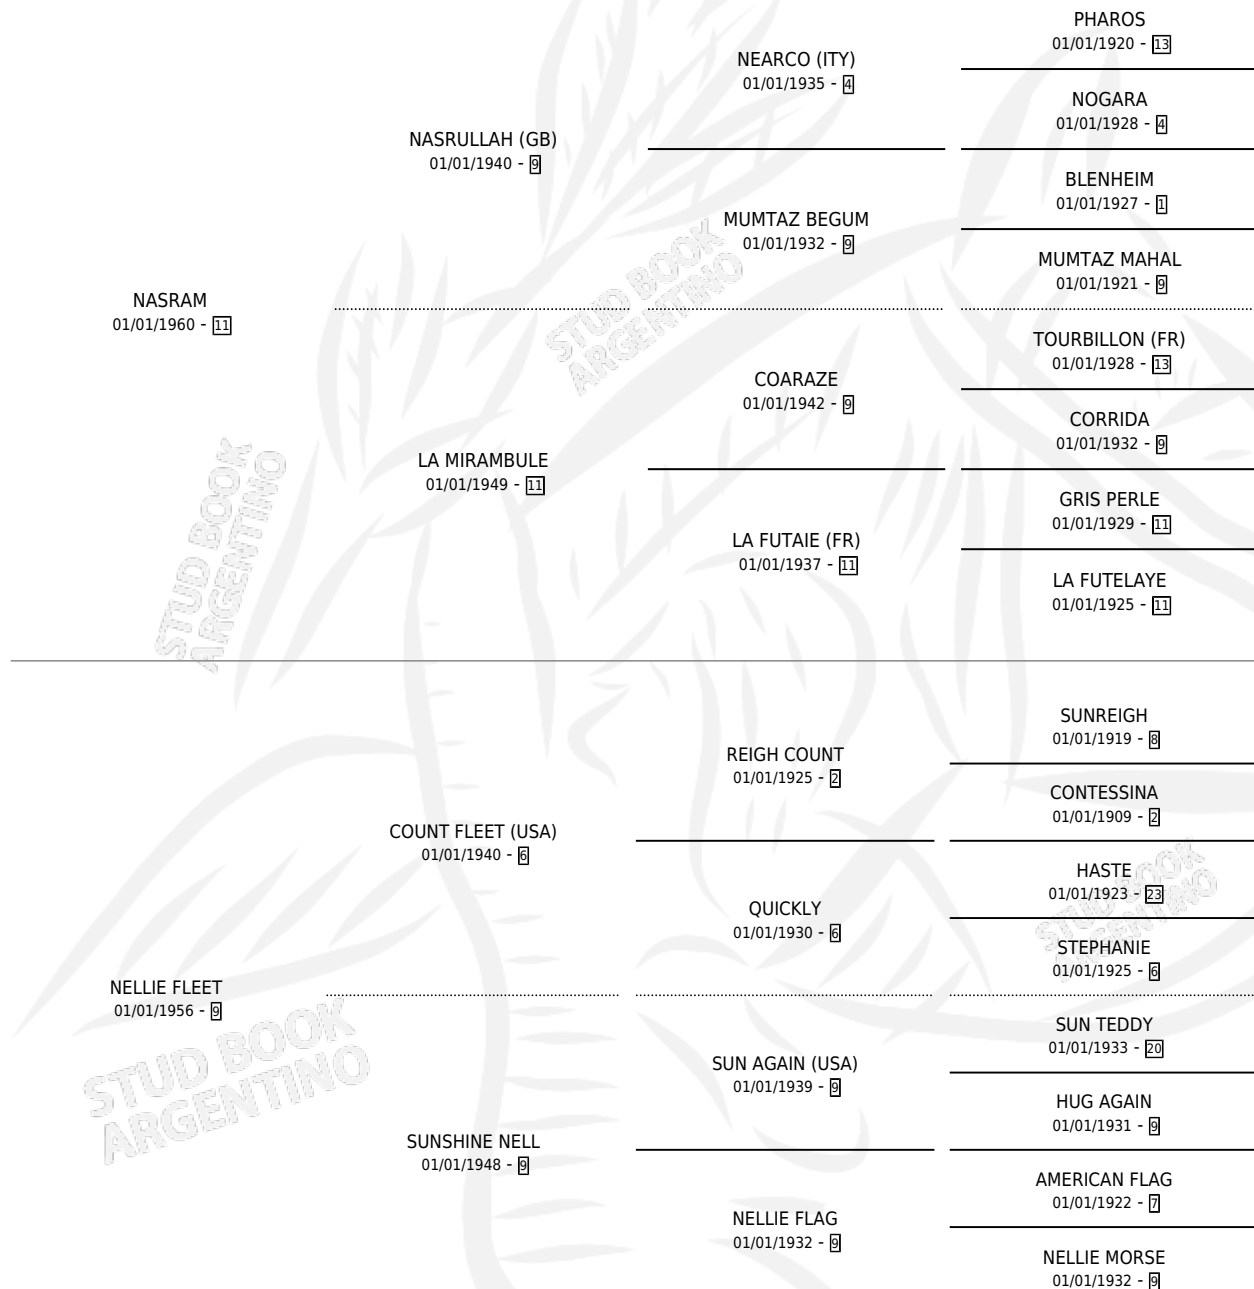 PHAROS
01/01/1920 - 13
NEARCO (ITY)
01/01/1935 - 4
NOGARA
01/01/1928 - 4
NASRULLAH (GB)
01/01/1940 - 9
BLENHEIM
01/01/1927 - 1
MUMTAZ BEGUM
01/01/1932 - 9
MUMTAZ MAHAL
01/01/1921 - 9
NASRAM
01/01/1960 - 11
TOURBILLON (FR)
01/01/1928 - 13
COARAZE
01/01/1942 - 9
CORRIDA
01/01/1932 - 9
LA MIRAMBULE
01/01/1949 - 11
GRIS PERLE
01/01/1929 - 11
LA FUTAIE (FR)
01/01/1937 - 11
LA FUTELAYE
01/01/1925 - 11
SUNREIGH
01/01/1919 - 8
REIGH COUNT
01/01/1925 - 2
CONTESSINA
01/01/1909 - 2
COUNT FLEET (USA)
01/01/1940 - 6
HASTE
01/01/1923 - 23
QUICKLY
01/01/1930 - 6
STEPHANIE
01/01/1925 - 6
NELLIE FLEET
01/01/1956 - 9
SUN TEDDY
01/01/1933 - 20
SUN AGAIN (USA)
01/01/1939 - 9
HUG AGAIN
01/01/1931 - 9
SUNSHINE NELL
01/01/1948 - 9
AMERICAN FLAG
01/01/1922 - 7
NELLIE FLAG
01/01/1932 - 9
NELLIE MORSE
01/01/1932 - 9
STUD BOOK
ARGENTINO
STUD BOOK
ARGENTINO
STUD BOOK
ARGENTINO
STUD BOOK
ARGENTINO